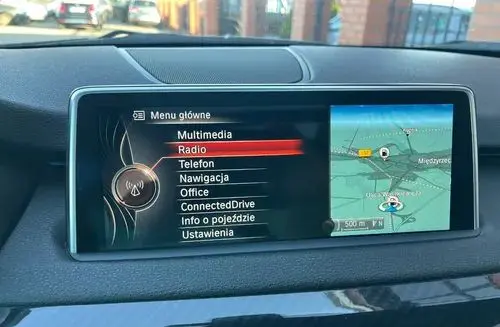 Menu główne
Multimedia
Radio
Telefon
Nawigacja
Office
ConnectedDrive
Info o pojeździe
Ustawienia
Międzyrzec
500 m
N